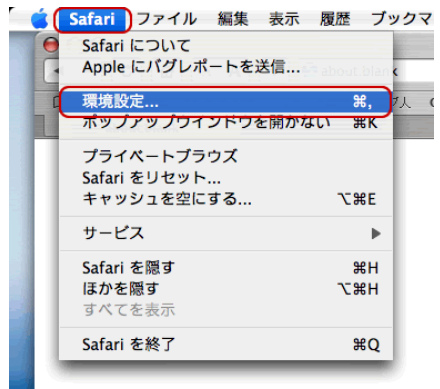 Safari ファイル 編集 表示 履歴 ブックマ
Safari について
Apple にバグレポートを送信...
about:blank
環境設定... ⌘,
ポップアップウインドウを開かない ⌘K
プライベートブラウズ
Safari をリセット...
キャッシュを空にする... ⌥⌘E
サービス ▶
Safari を隠す ⌘H
ほかを隠す ⌥⌘H
すべてを表示
Safari を終了 ⌘Q